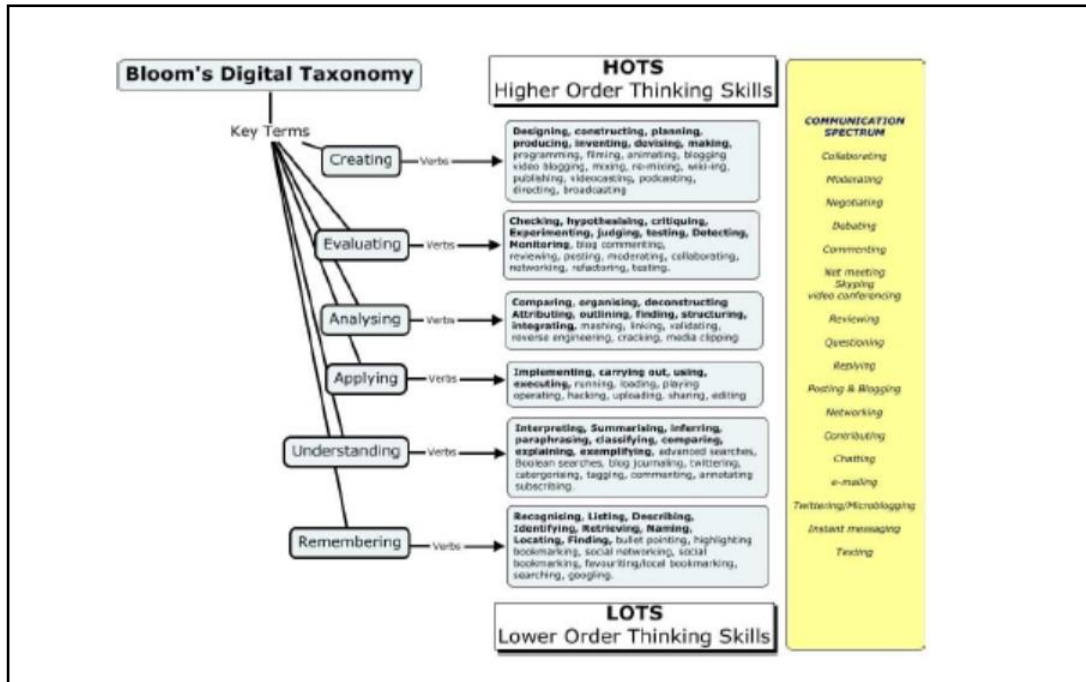 Bloom's Digital Taxonomy
Key Terms
HOTS
Higher Order Thinking Skills
Creating
Verbs
Designing, constructing, planning,
producing, inventing, devising, making,
programming, filming, animating, blogging
video blogging, mixing, re-mixing, wiki-ing,
publishing, videocasting, podcasting,
directing, broadcasting
Evaluating
Verbs
Checking, hypothesising, critiquing,
Experimenting, judging, testing, Detecting,
Monitoring, blog commenting,
reviewing, posting, moderating, collaborating,
networking, refactoring, testing.
Analysing
Verbs
Comparing, organising, deconstructing
Attributing, outlining, finding, structuring,
integrating, mashing, linking, validating,
reverse engineering, cracking, media clipping
Applying
Verbs
Implementing, carrying out, using,
executing, running, loading, playing
operating, hacking, uploading, sharing, editing
Understanding
Verbs
Interpreting, Summarising, inferring,
paraphrasing, classifying, comparing,
explaining, exemplifying, advanced searches,
Boolean searches, blog journaling, twittering,
catergorising, tagging, commenting, annotating
subscribing.
Remembering
Verbs
Recognising, Listing, Describing,
Identifying, Retrieving, Naming,
Locating, Finding, bullet pointing, highlighting
bookmarking, social networking, social
bookmarking, favouriting/local bookmarking,
searching, googling.
LOTS
Lower Order Thinking Skills
COMMUNICATION
SPECTRUM
Collaborating
Moderating
Negotiating
Debating
Commenting
Net meeting
Skyping
video conferencing
Reviewing
Questioning
Replying
Posting & Blogging
Networking
Contributing
Chatting
e-mailing
Twittering/Microblogging
Instant messaging
Texting